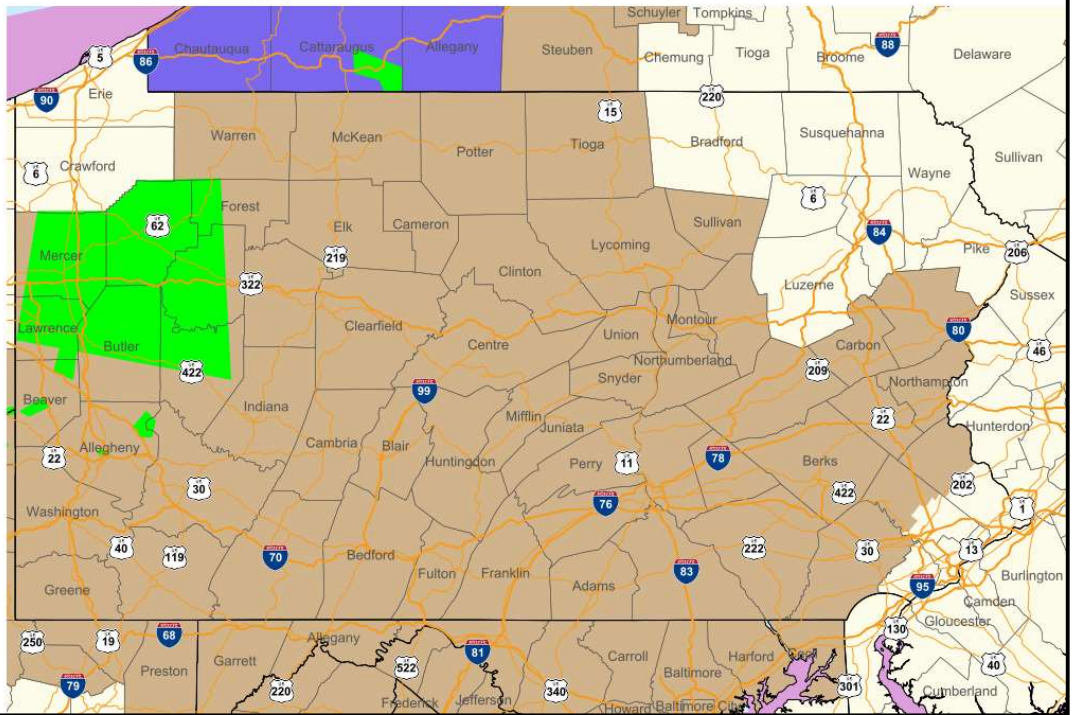 Schuyler Tompkins
Chautauqua Cattaraugus Allegany Steuben Chemung Tioga Broome Delaware
5 86 88
Erie 90 220 15
Warren McKean Potter Tioga Bradford Susquehanna Sullivan
Crawford 6 Wayne
Forest Elk Cameron Sullivan 6
62 Lycoming 84 Pike 206
Mercer 219 Clinton
322 Luzerne Sussex
Lawrence Butler Clearfield Montour 80
Centre Union Carbon 46
422 Northumberland 209
Snyder Northampton
Beaver 99
Indiana Mifflin 22 Hunterdon
Allegheny Cambria Blair Juniata
22 Huntingdon Perry 11 78 Berks
30 76 422 202
Washington 1
40 119 70 Bedford 222 30 13
Fulton Franklin Adams 83 95 Burlington
Greene Camden
Gloucester
250 19 68 Allegany 130
Preston Garrett 522 81 Carroll Harford Cecil 40
79 220 340 Baltimore 301 Cumberland
Frederick Jefferson Howard Baltimore City